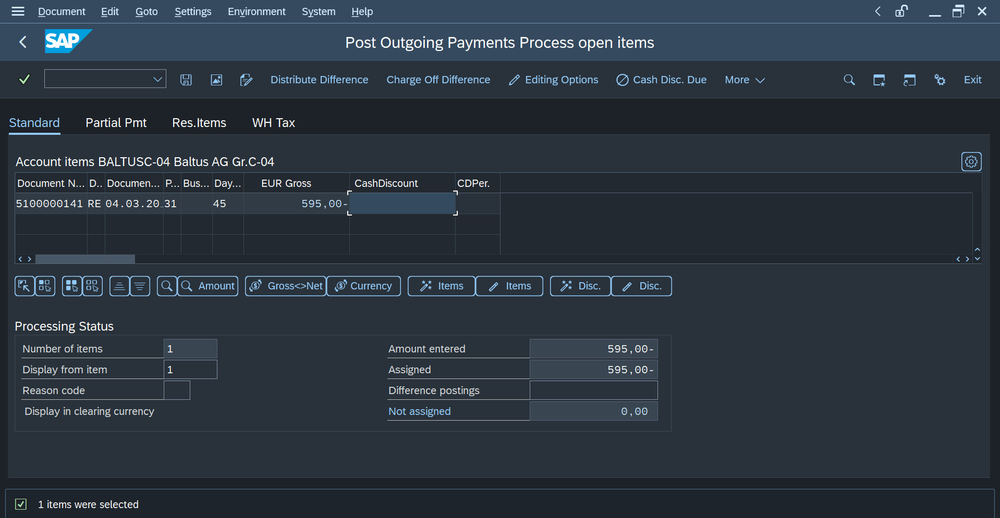 Document Edit Goto Settings Environment System Help
SAP Post Outgoing Payments Process open items
Distribute Difference Charge Off Difference Editing Options Cash Disc. Due More Exit
Standard Partial Pmt Res.Items WH Tax
Account items BALTUSC-04 Baltus AG Gr.C-04
Document N... D.. Documen... P... Bus... Day... EUR Gross CashDiscount CDPer.
5100000141 RE 04.03.20… 31 45 595,00-
Amount Gross<>Net Currency Items Items Disc. Disc.
Processing Status
Number of items 1 Amount entered 595,00-
Display from item 1 Assigned 595,00-
Reason code Difference postings
Display in clearing currency Not assigned 0,00
1 items were selected